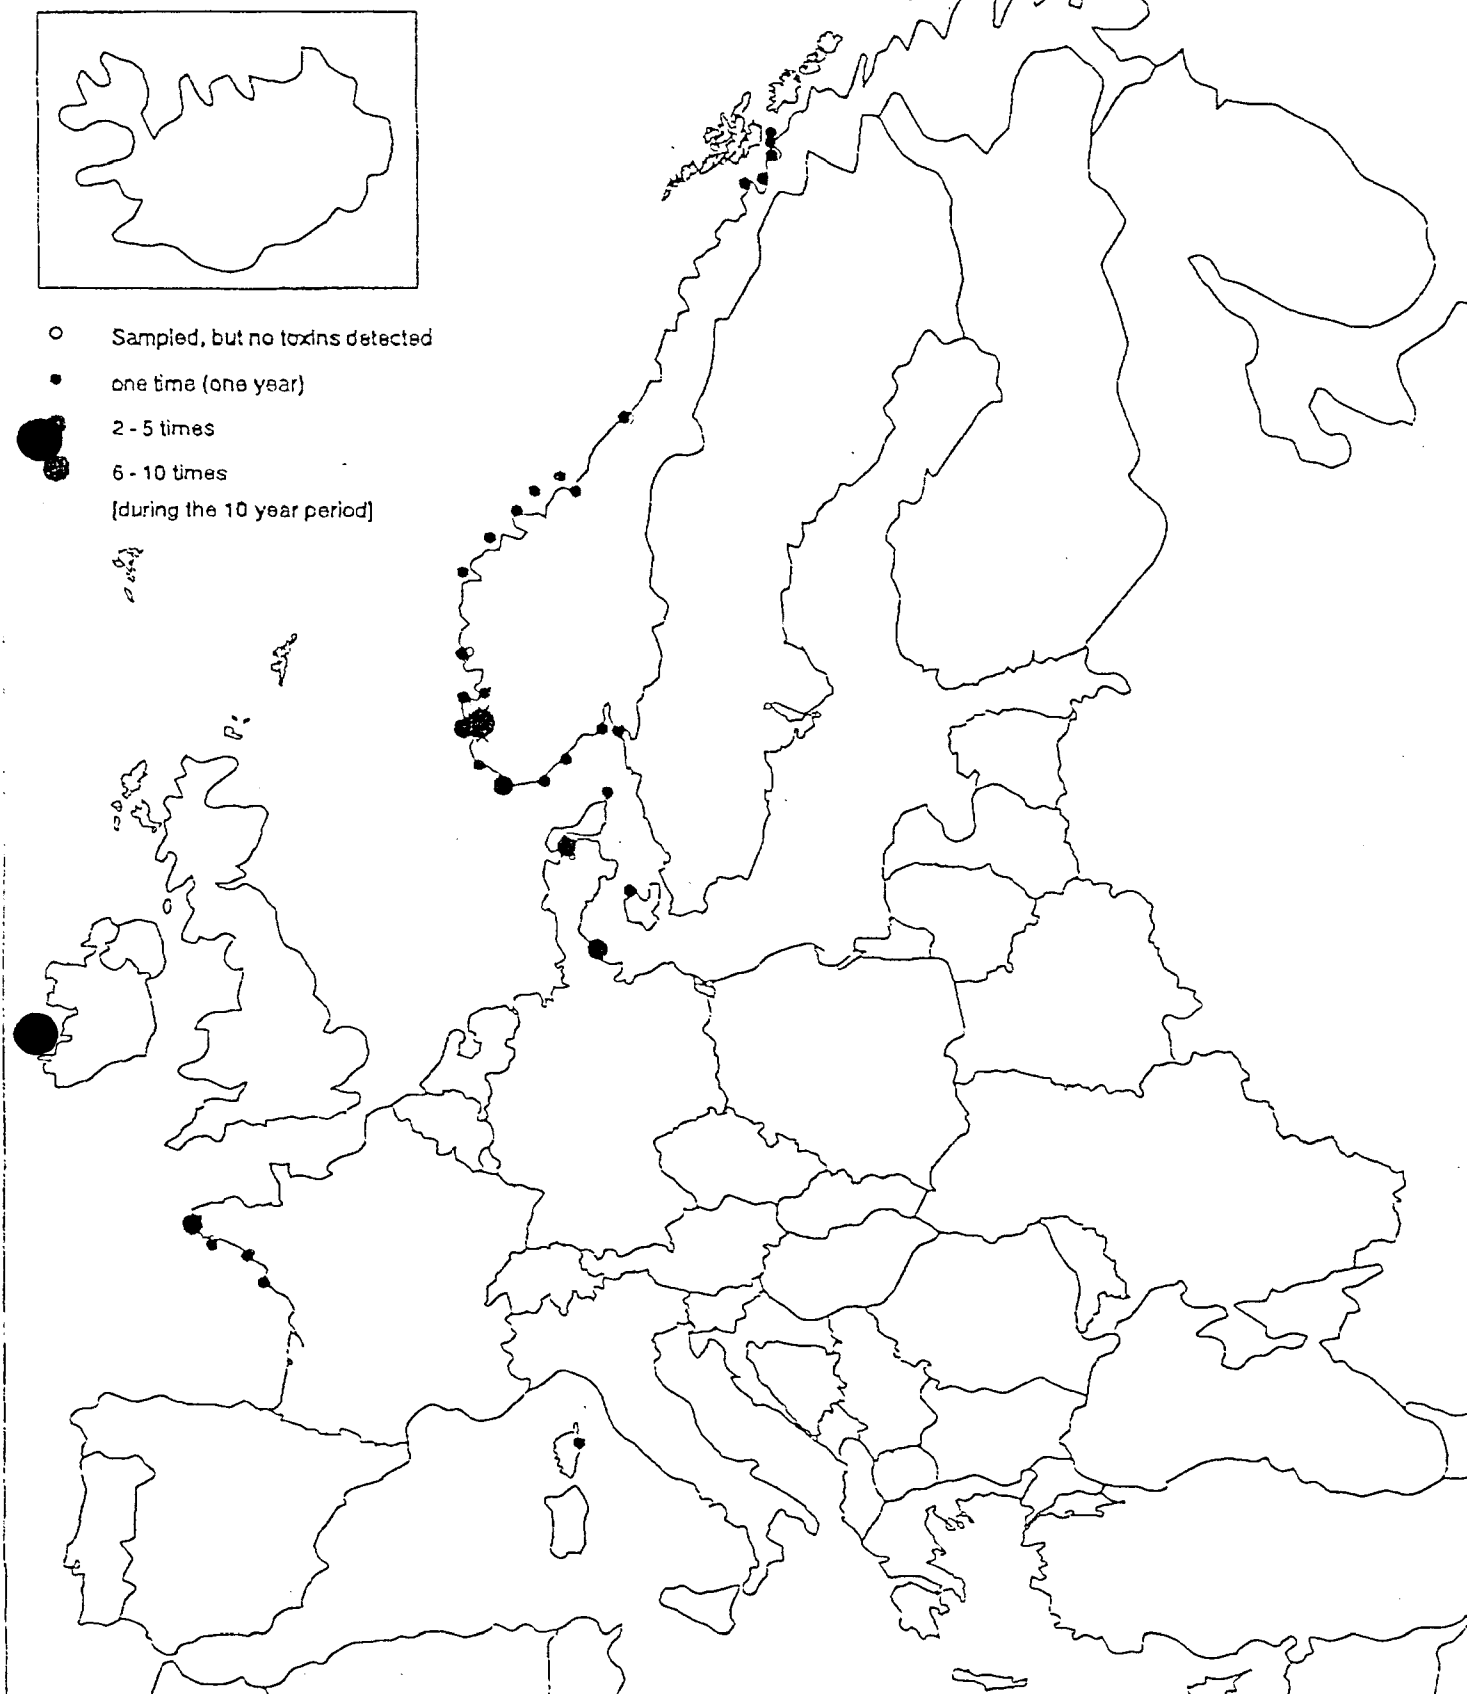 Sampled, but no toxins detected
one time (one year)
2 - 5 times
6 - 10 times
[during the 10 year period]